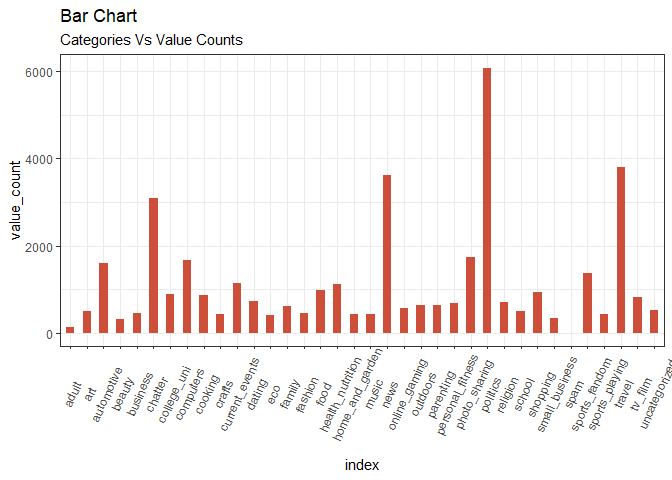 Bar Chart
Categories Vs Value Counts
6000
4000
2000
0
value_count
adult
art
automotive
beauty
business
chatter
college_uni
computers
cooking
crafts
current_events
dating
eco
family
fashion
food
health_nutrition
home_and_garden
music
news
online_gaming
outdoors
parenting
personal_fitness
photo_sharing
politics
religion
school
shopping
small_business
spam
sports_fandom
sports_playing
travel
tv_film
uncategorized
index